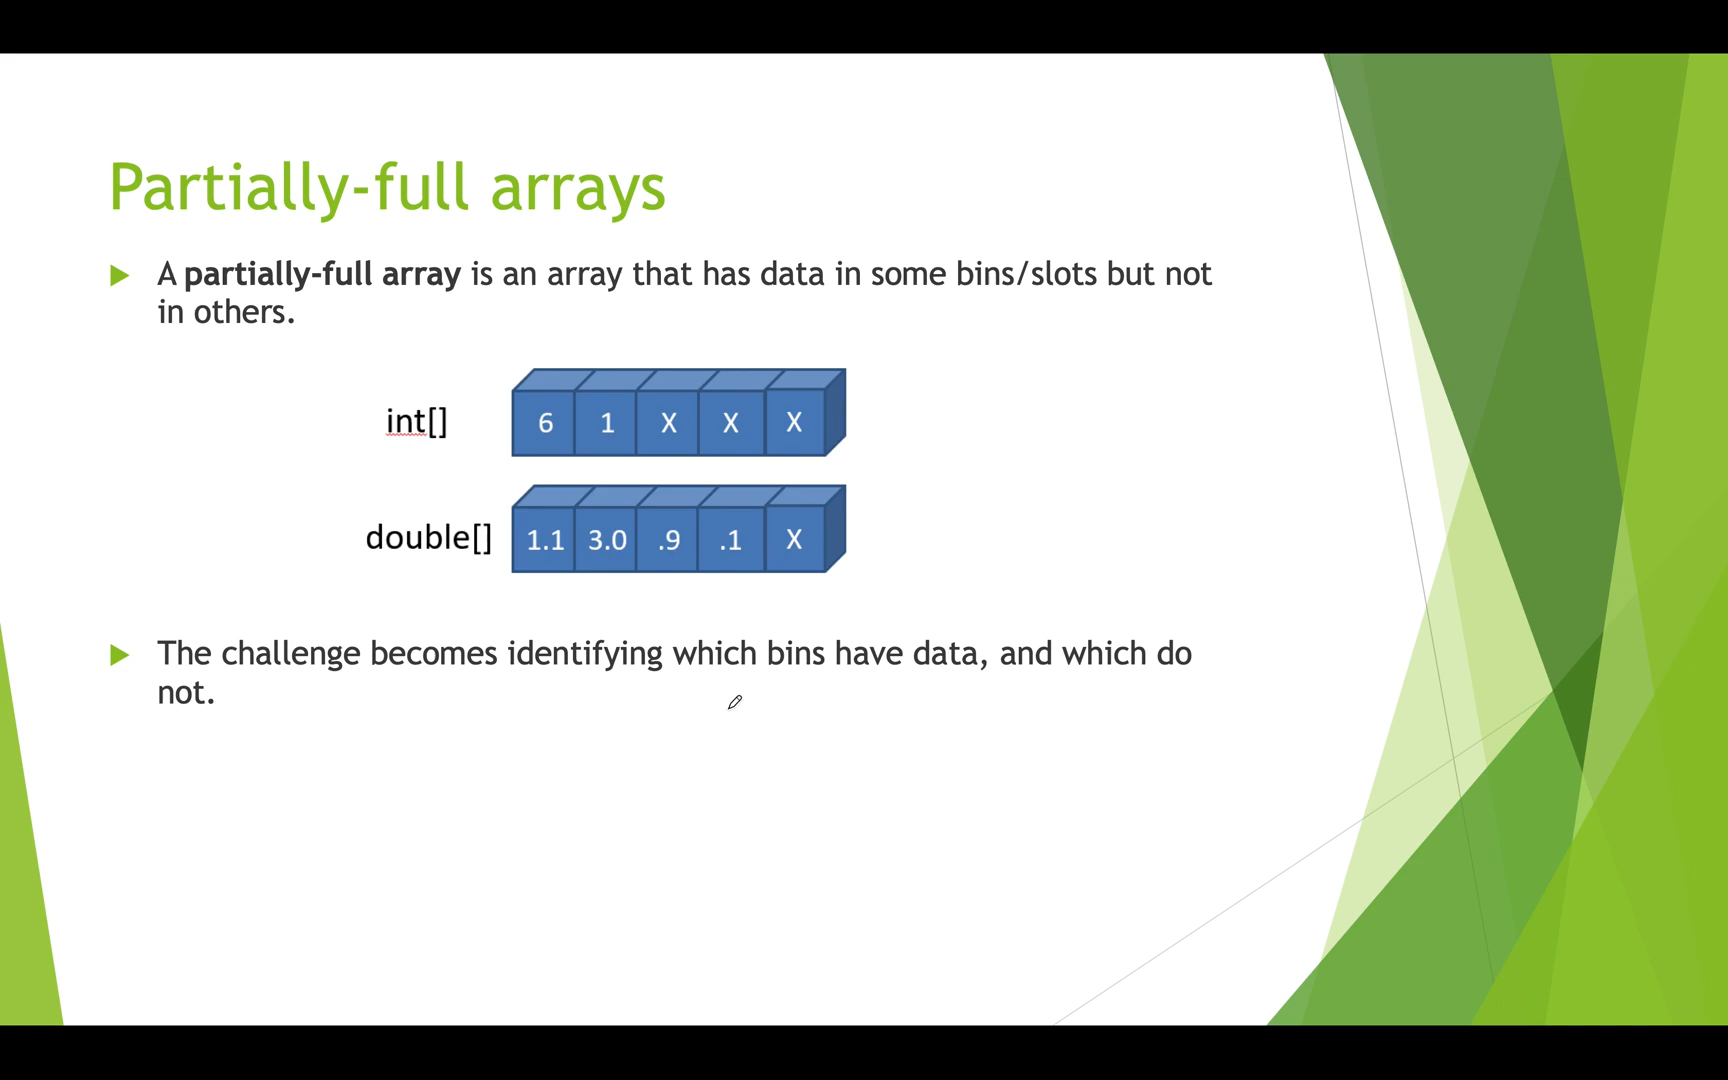 Partially-full arrays
A partially-full array is an array that has data in some bins/slots but not
in others.
int[]
6 1 X X X
double[]
1.1 3.0 .9 .1 X
The challenge becomes identifying which bins have data, and which do
not.